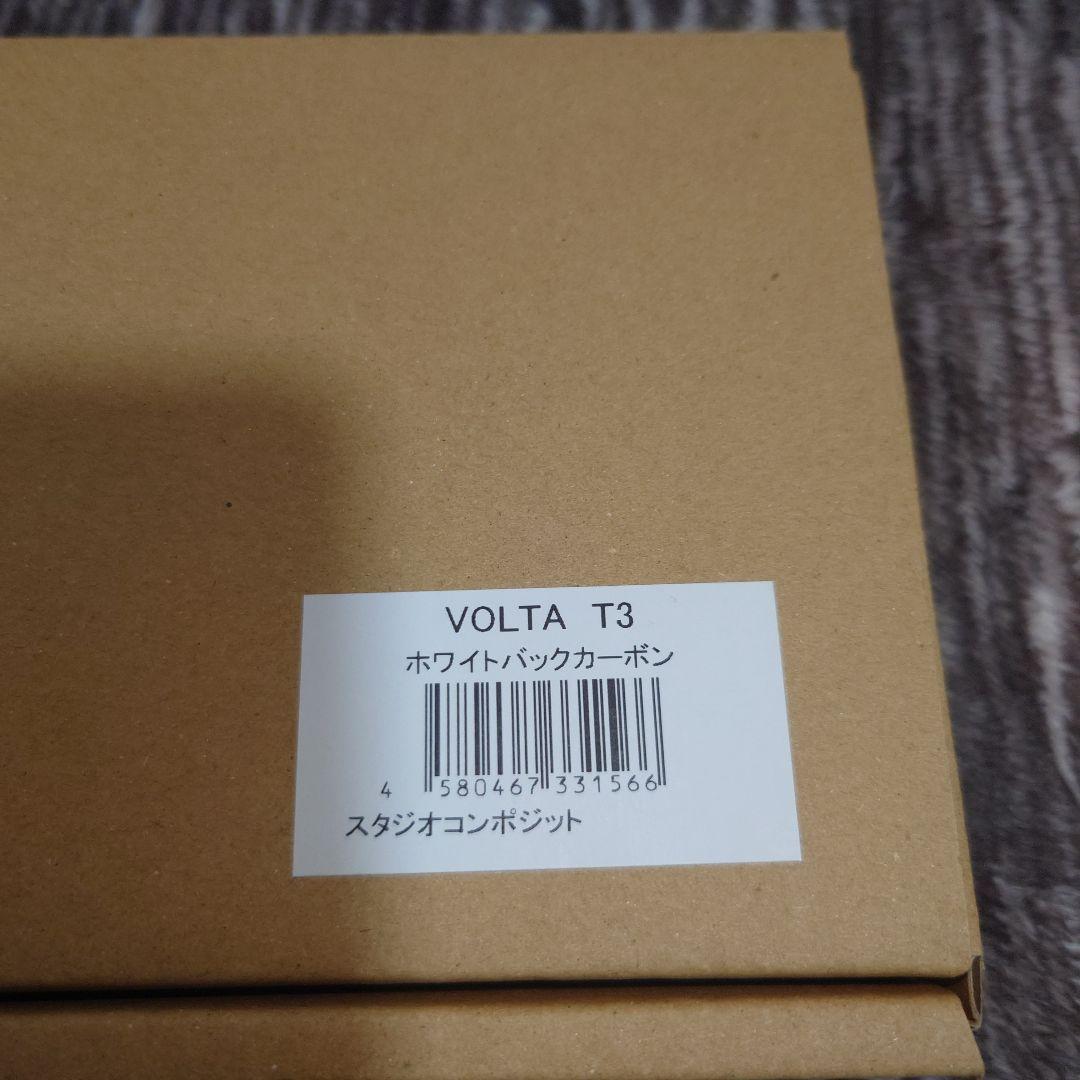 VOLTA T3
ホワイトバックカーボン
4 580467 331566
スタジオコンポジット